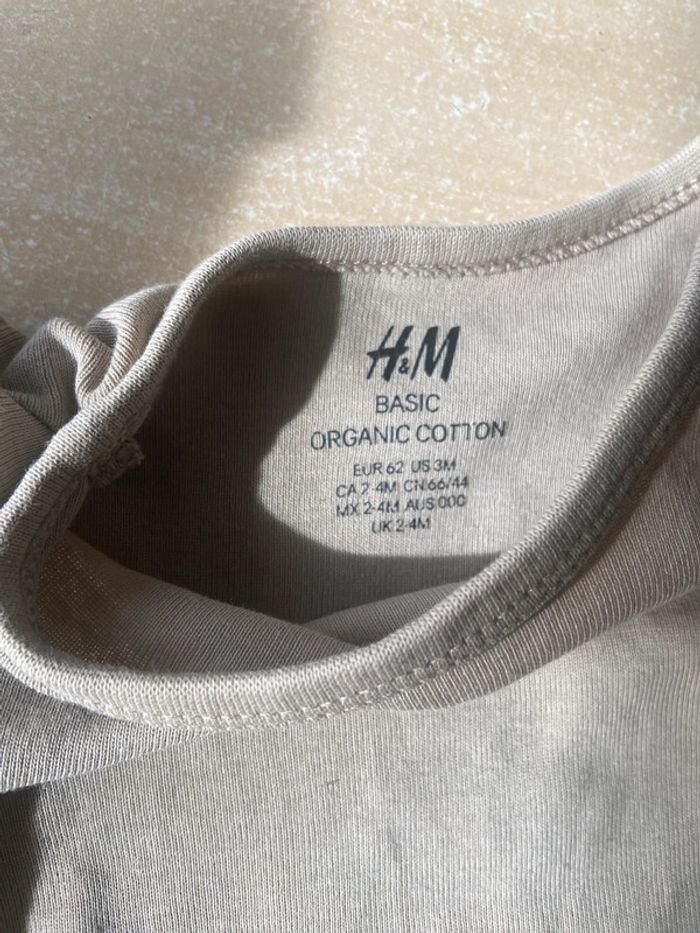 H&M
BASIC
ORGANIC COTTON
EUR 62 US 3M
CA 2-4M CN 66/44
MX 2-4M AUS 000
UK 2-4M